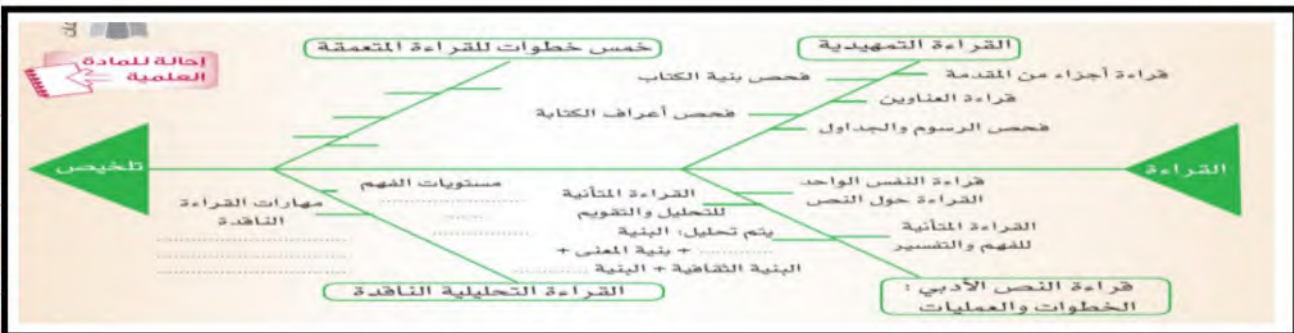 إحالة للمادة
العلمية
القراءة التمهيدية
خمس خطوات للقراءة المتعمقة
قراءة أجزاء من المقدمة
فحص بنية الكتاب
قراءة العناوين
فحص أعراف الكتابة
فحص الرسوم والجداول
القراءة
تلخيص
قراءة النفس الواحد
القراءة حول النص
القراءة المتأنية
للفهم والتفسير
القراءة المتأنية
للتحليل والتقويم
يتم تحليل: البنية
.............. + بنية المعنى +
البنية الثقافية + البنية ..............
قراءة النص الأدبي :
الخطوات والعمليات
مستويات الفهم
مهارات القراءة
الناقدة
القراءة التحليلية الناقدة